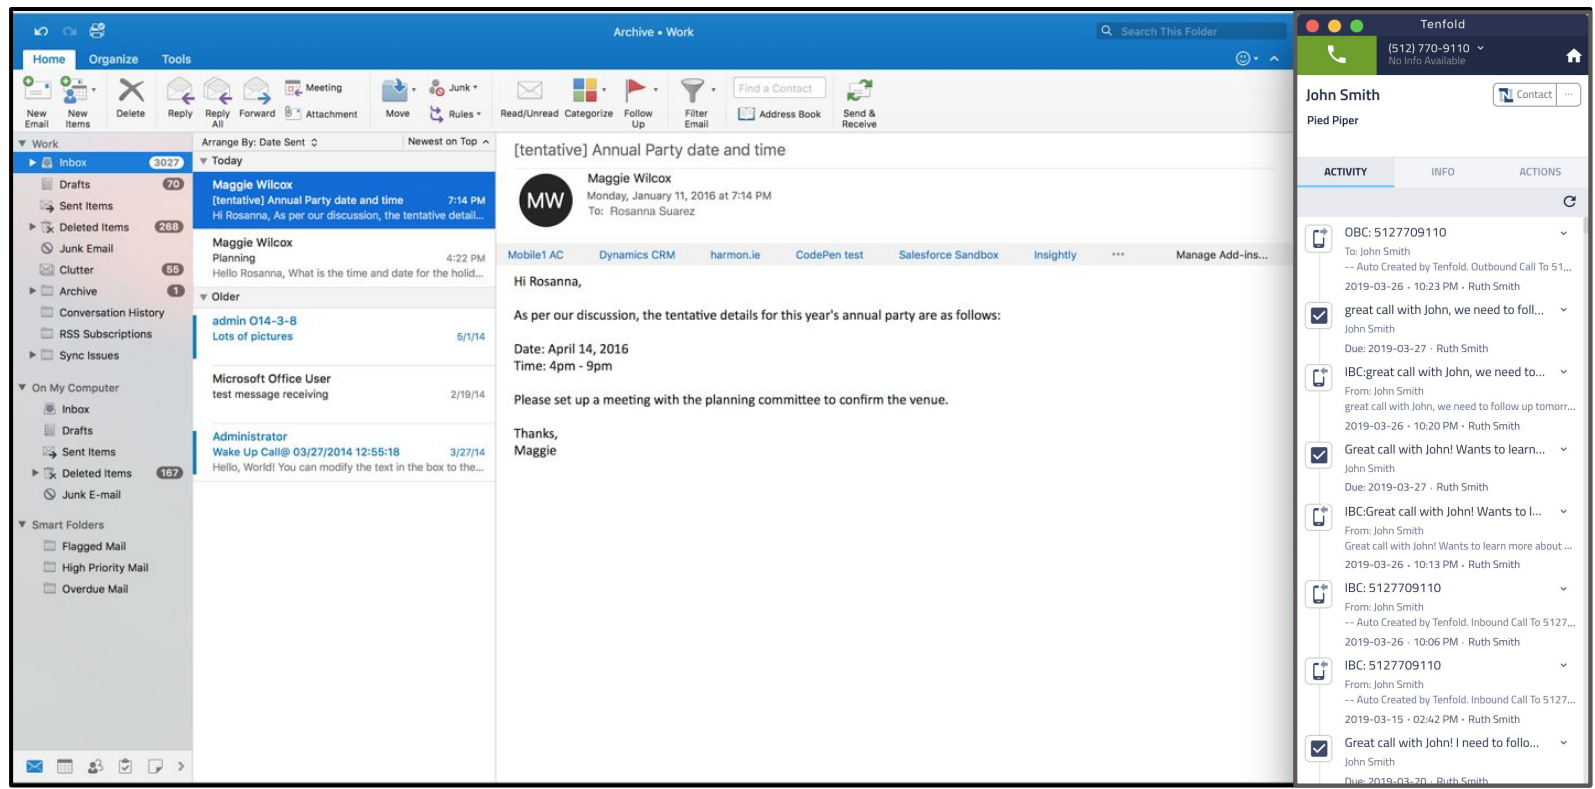 Archive • Work
Search This Folder
Home Organize Tools
New Email
New Items
Delete
Reply
Reply All
Forward
Meeting
Attachment
Move
Junk
Rules
Read/Unread
Categorize
Follow Up
Filter Email
Find a Contact
Address Book
Send & Receive
Work
Inbox 3027
Drafts 70
Sent Items
Deleted Items 268
Junk Email
Clutter 55
Archive 1
Conversation History
RSS Subscriptions
Sync Issues
On My Computer
Inbox
Drafts
Sent Items
Deleted Items 167
Junk E-mail
Smart Folders
Flagged Mail
High Priority Mail
Overdue Mail
Arrange By: Date Sent Newest on Top
Today
Maggie Wilcox
[tentative] Annual Party date and time 7:14 PM
Hi Rosanna, As per our discussion, the tentative detail...
Maggie Wilcox
Planning 4:22 PM
Hello Rosanna, What is the time and date for the holid...
Older
admin O14-3-8
Lots of pictures 5/1/14
Microsoft Office User
test message receiving 2/19/14
Administrator
Wake Up Call@ 03/27/2014 12:55:18 3/27/14
Hello, World! You can modify the text in the box to the...
[tentative] Annual Party date and time
MW
Maggie Wilcox
Monday, January 11, 2016 at 7:14 PM
To: Rosanna Suarez
Mobile1 AC Dynamics CRM harmon.ie CodePen test Salesforce Sandbox Insightly ••• Manage Add-ins...
Hi Rosanna,
As per our discussion, the tentative details for this year's annual party are as follows:
Date: April 14, 2016
Time: 4pm - 9pm
Please set up a meeting with the planning committee to confirm the venue.
Thanks,
Maggie
Tenfold
(512) 770-9110
No Info Available
John Smith
N Contact ...
Pied Piper
ACTIVITY INFO ACTIONS
OBC: 5127709110
To: John Smith
-- Auto Created by Tenfold. Outbound Call To 51...
2019-03-26 • 10:23 PM • Ruth Smith
great call with John, we need to foll...
John Smith
Due: 2019-03-27 · Ruth Smith
IBC:great call with John, we need to...
From: John Smith
great call with John, we need to follow up tomorr...
2019-03-26 • 10:20 PM • Ruth Smith
Great call with John! Wants to learn...
John Smith
Due: 2019-03-27 · Ruth Smith
IBC:Great call with John! Wants to l...
From: John Smith
Great call with John! Wants to learn more about ...
2019-03-26 • 10:13 PM • Ruth Smith
IBC: 5127709110
From: John Smith
-- Auto Created by Tenfold. Inbound Call To 5127...
2019-03-26 · 10:06 PM • Ruth Smith
IBC: 5127709110
From: John Smith
-- Auto Created by Tenfold. Inbound Call To 5127...
2019-03-15 • 02:42 PM • Ruth Smith
Great call with John! I need to follo...
John Smith
Due: 2019-03-20 · Ruth Smith